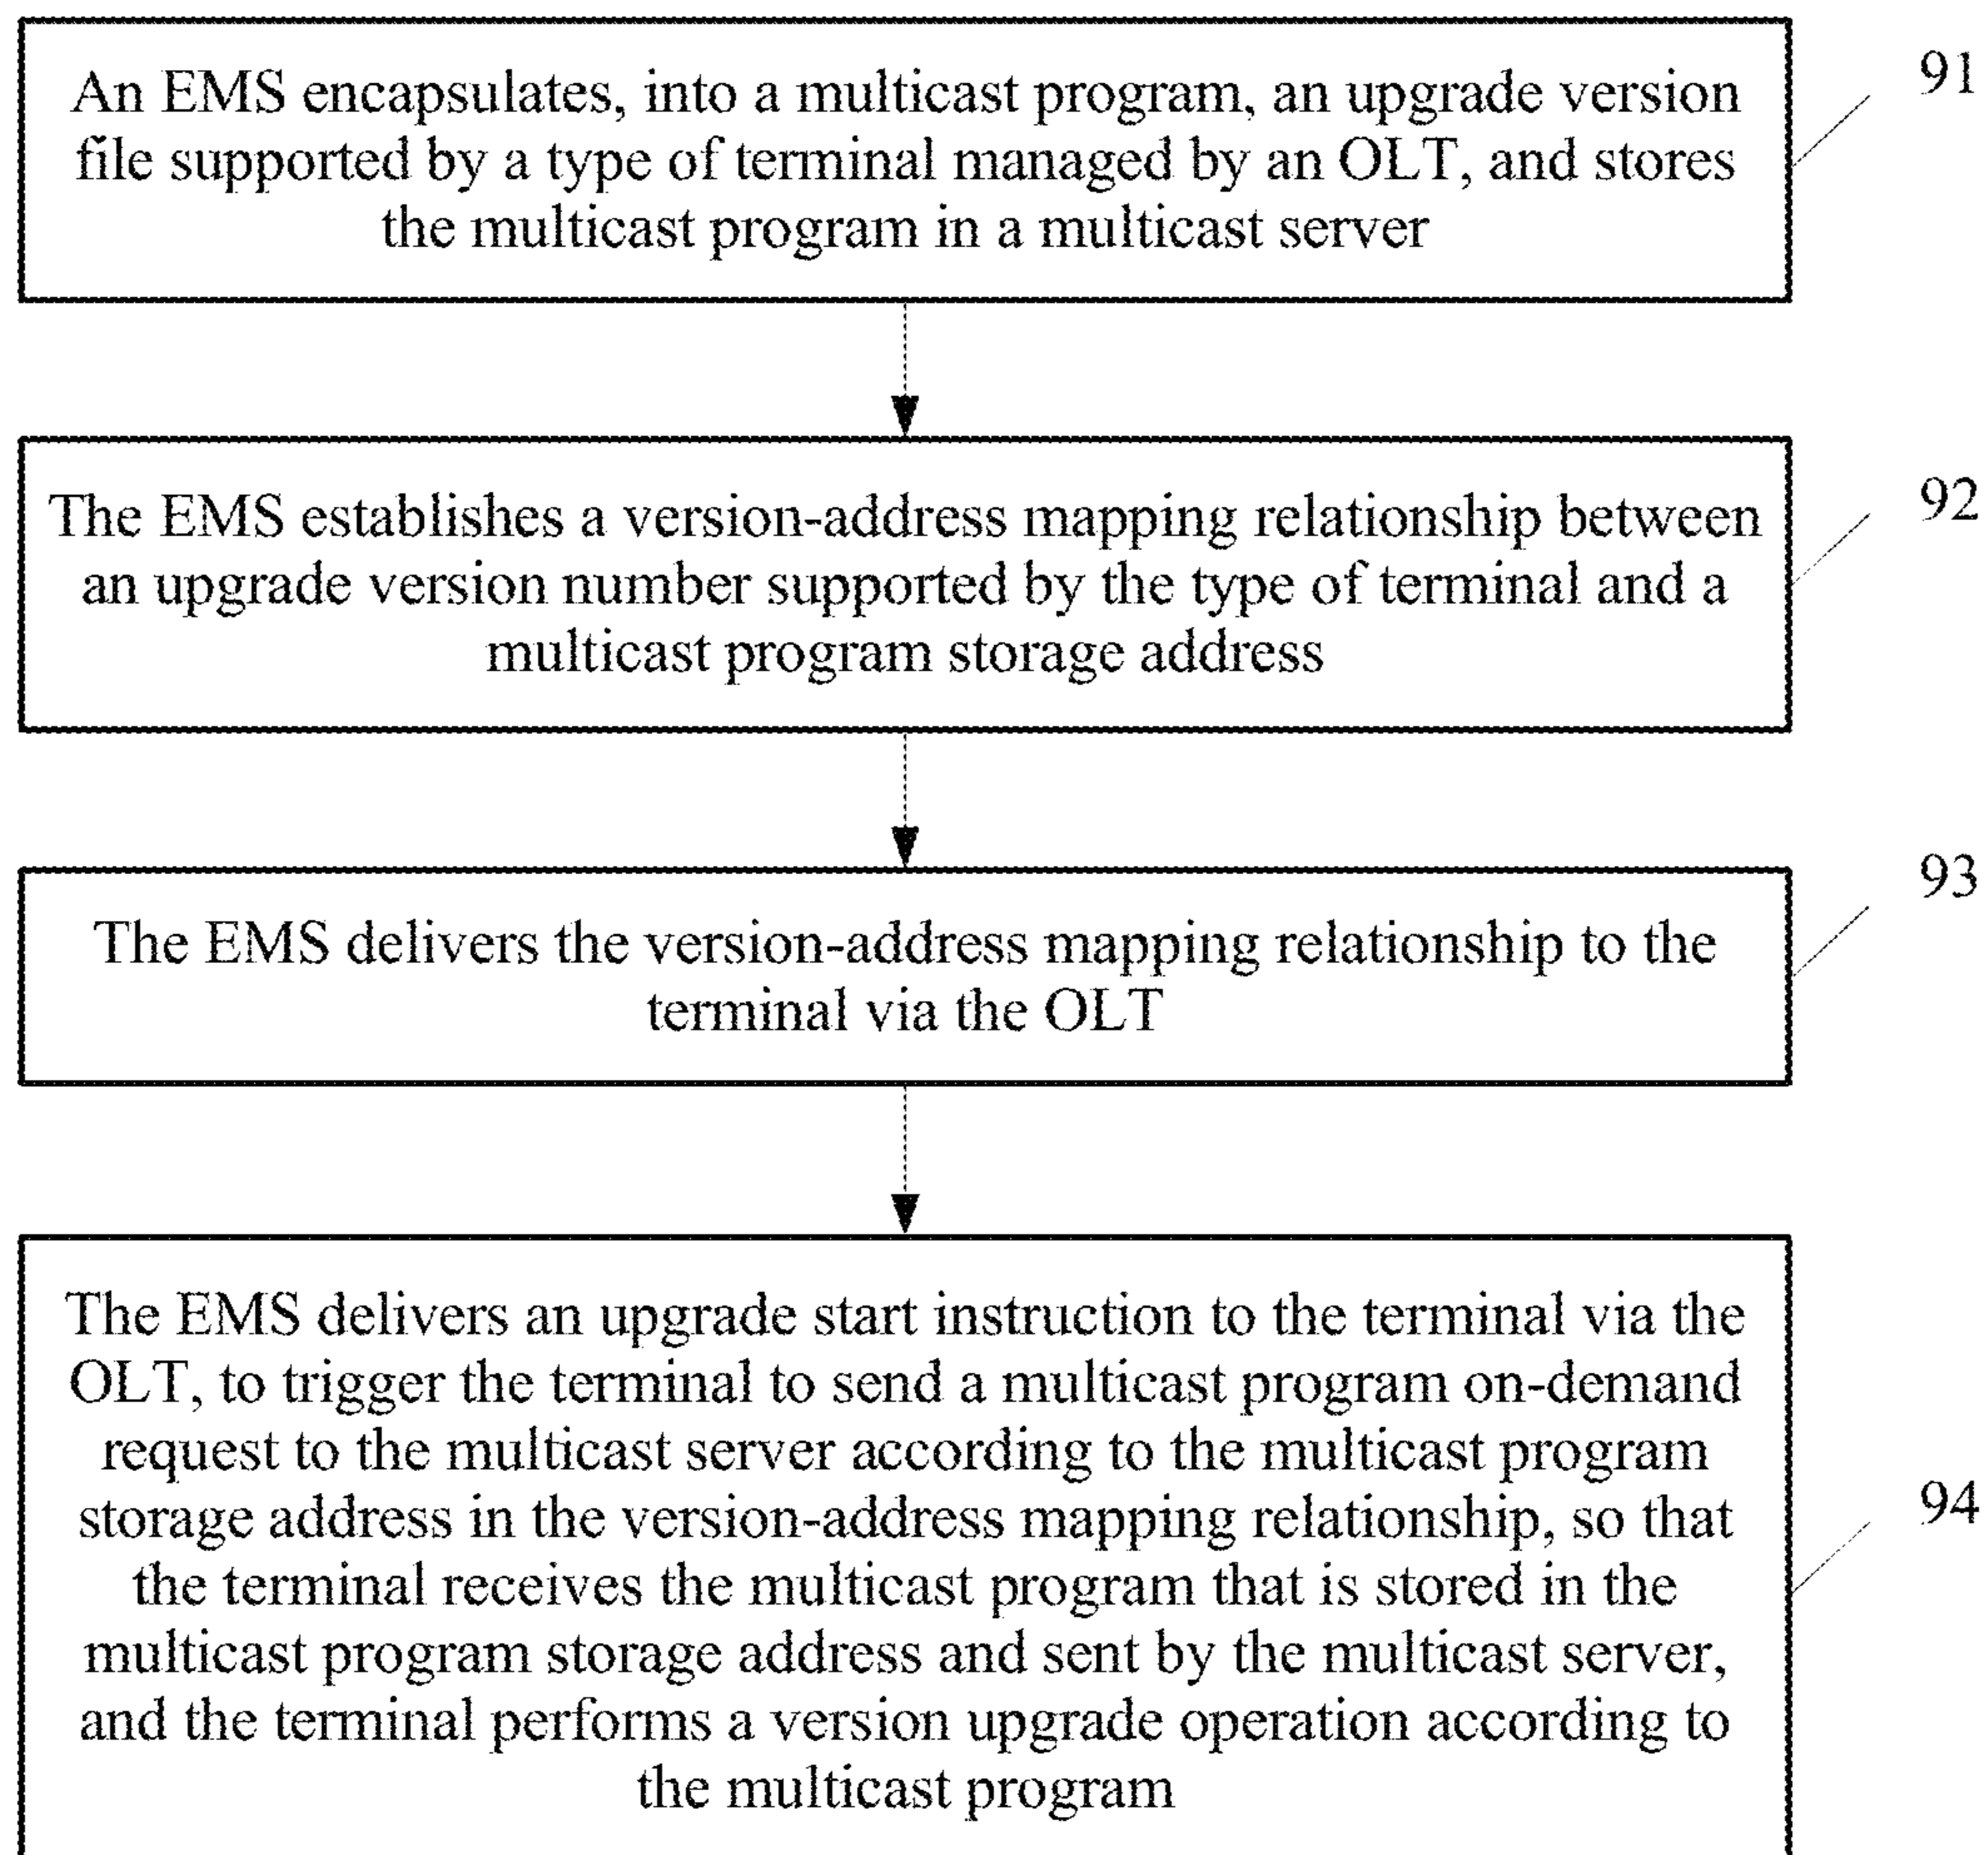 An EMS encapsulates, into a multicast program, an upgrade version
file supported by a type of terminal managed by an OLT, and stores
the multicast program in a multicast server
91
The EMS establishes a version-address mapping relationship between
an upgrade version number supported by the type of terminal and a
multicast program storage address
92
The EMS delivers the version-address mapping relationship to the
terminal via the OLT
93
The EMS delivers an upgrade start instruction to the terminal via the
OLT, to trigger the terminal to send a multicast program on-demand
request to the multicast server according to the multicast program
storage address in the version-address mapping relationship, so that
the terminal receives the multicast program that is stored in the
multicast program storage address and sent by the multicast server,
and the terminal performs a version upgrade operation according to
the multicast program
94